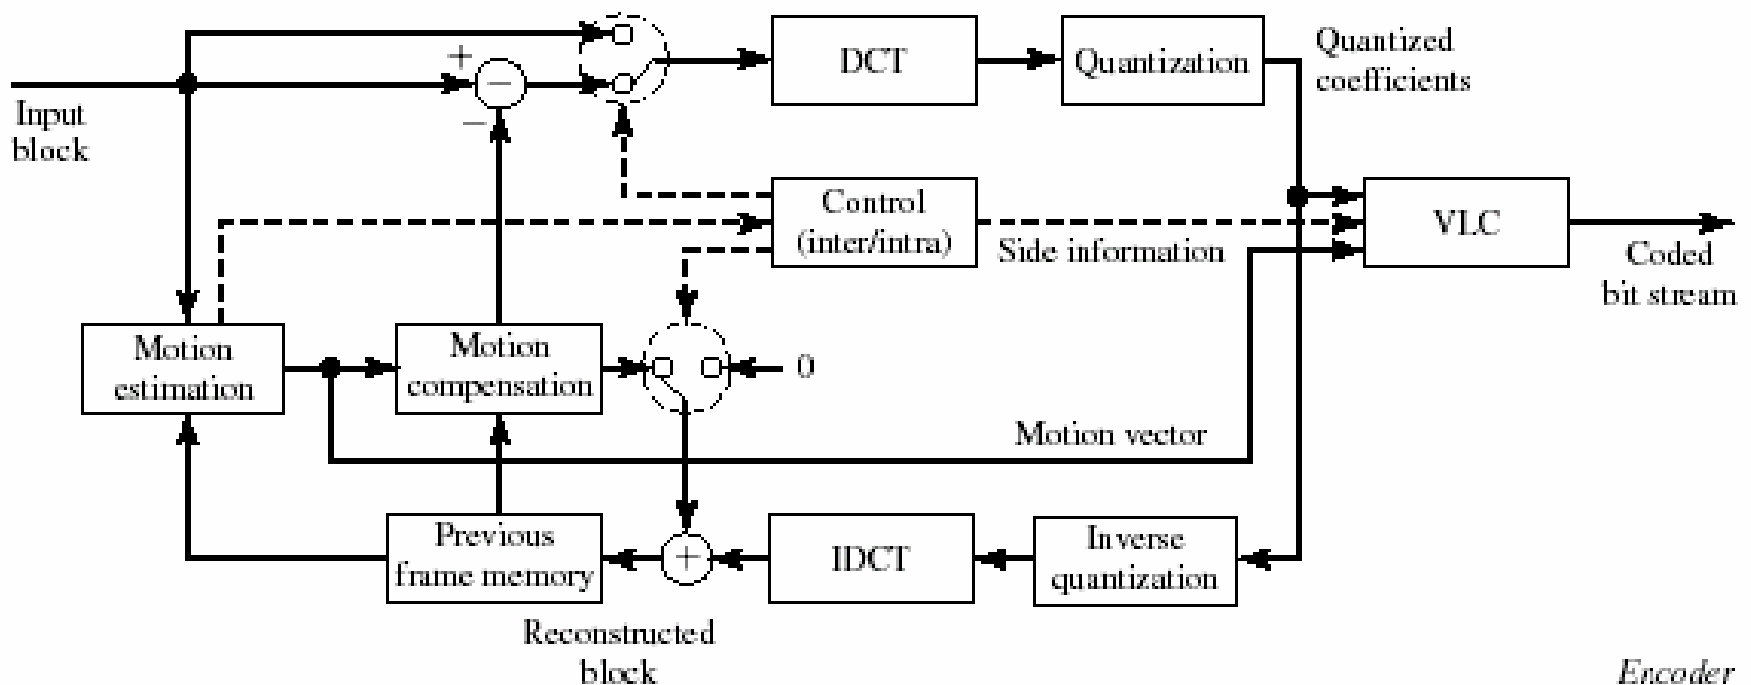 +
−
−
DCT
Quantization
Quantized
coefficients
Input
block
Control
(inter/intra)
Side information
VLC
Coded
bit stream
Motion
estimation
Motion
compensation
0
Motion vector
Previous
frame memory
+
IDCT
Inverse
quantization
Reconstructed
block
Encoder